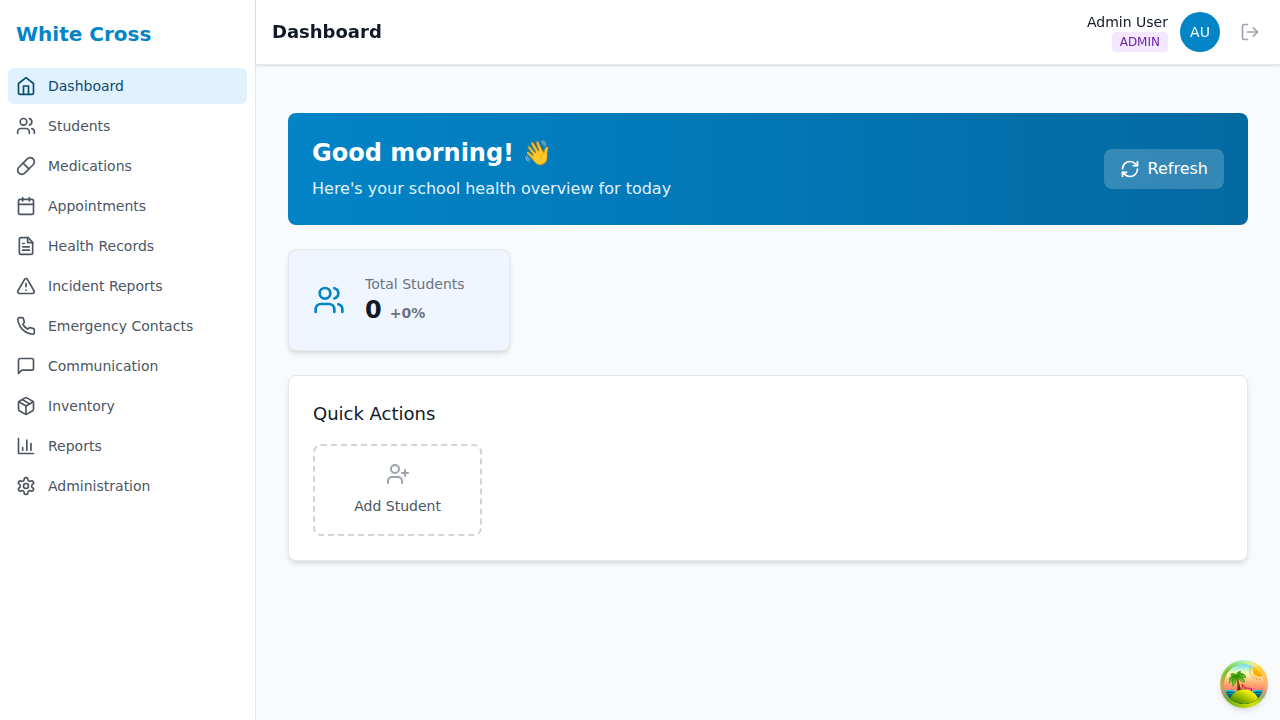 White Cross
Dashboard
Students
Medications
Appointments
Health Records
Incident Reports
Emergency Contacts
Communication
Inventory
Reports
Administration
Dashboard
Admin User
ADMIN
AU
Good morning! 👋
Here's your school health overview for today
Refresh
Total Students
0 +0%
Quick Actions
Add Student